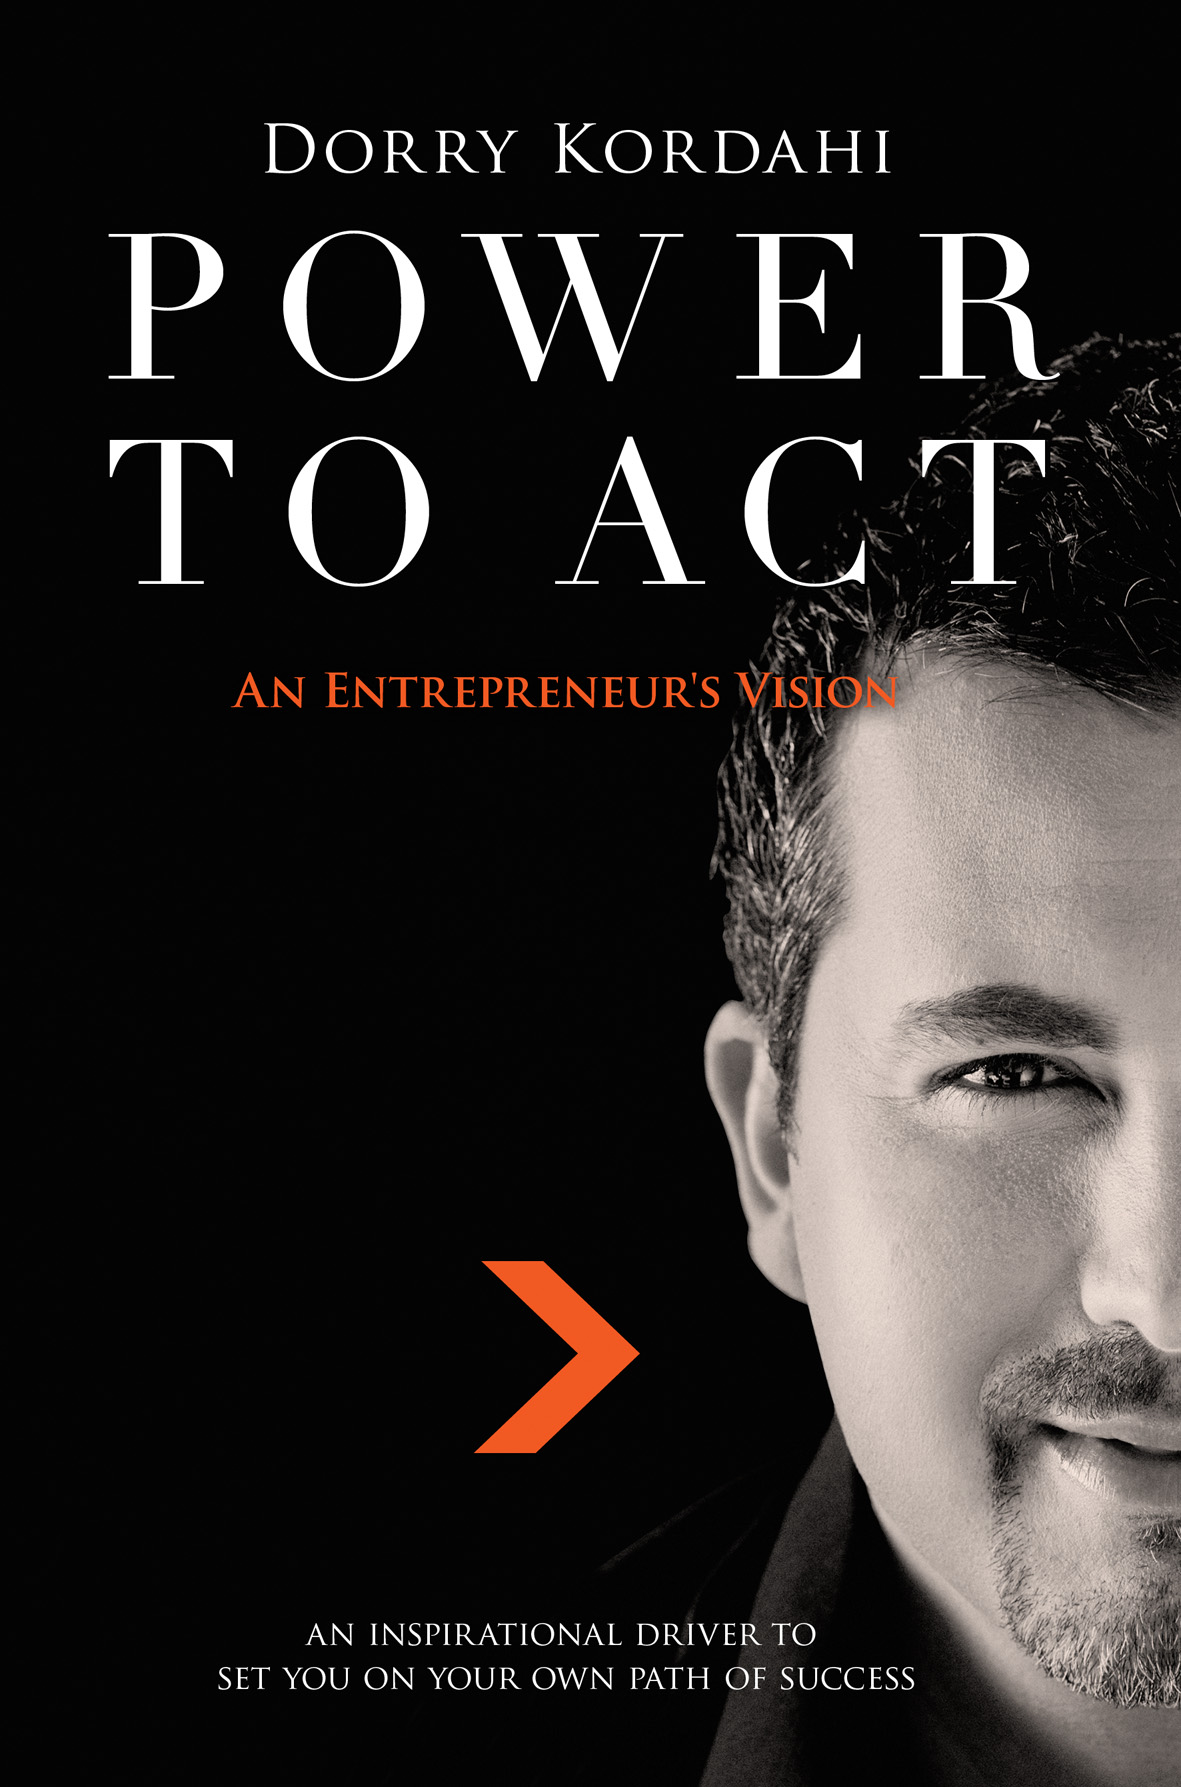 DORRY KORDAHI
POWER
TO ACT
AN ENTREPRENEUR'S VISION
AN INSPIRATIONAL DRIVER TO
SET YOU ON YOUR OWN PATH OF SUCCESS